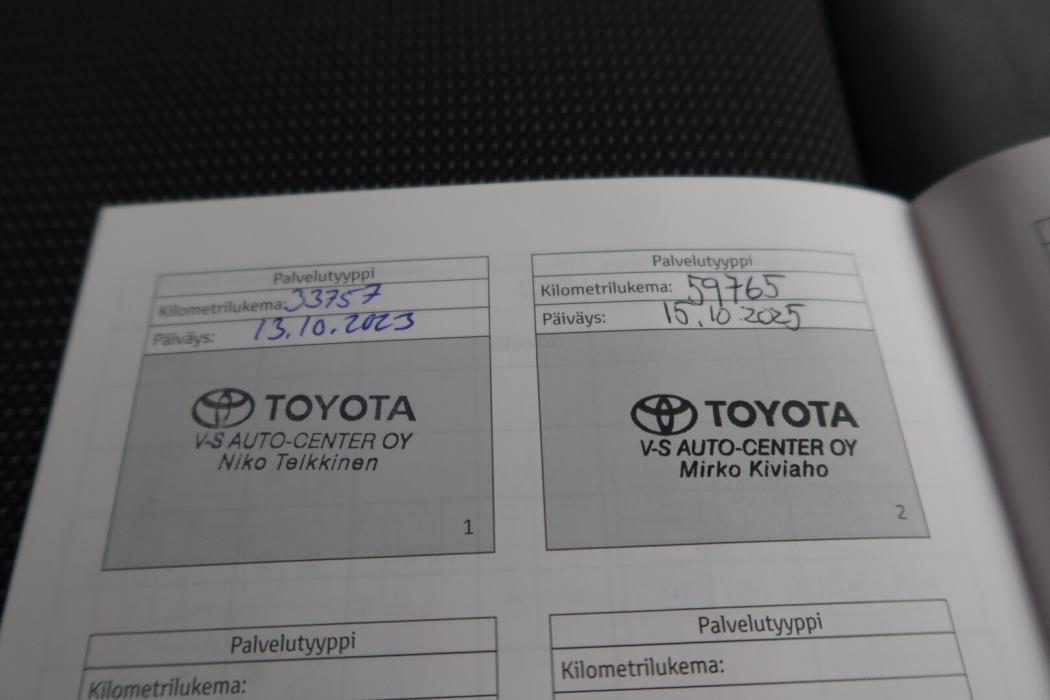 Palvelutyyppi
Kilometrilukema: 33757
Päiväys: 13.10.2023
TOYOTA
V-S AUTO-CENTER OY
Niko Telkkinen
1
Palvelutyyppi
Kilometrilukema: 59765
Päiväys: 15.10 2025
TOYOTA
V-S AUTO-CENTER OY
Mirko Kiviaho
2
Palvelutyyppi
Kilometrilukema:
Palvelutyyppi
Kilometrilukema: